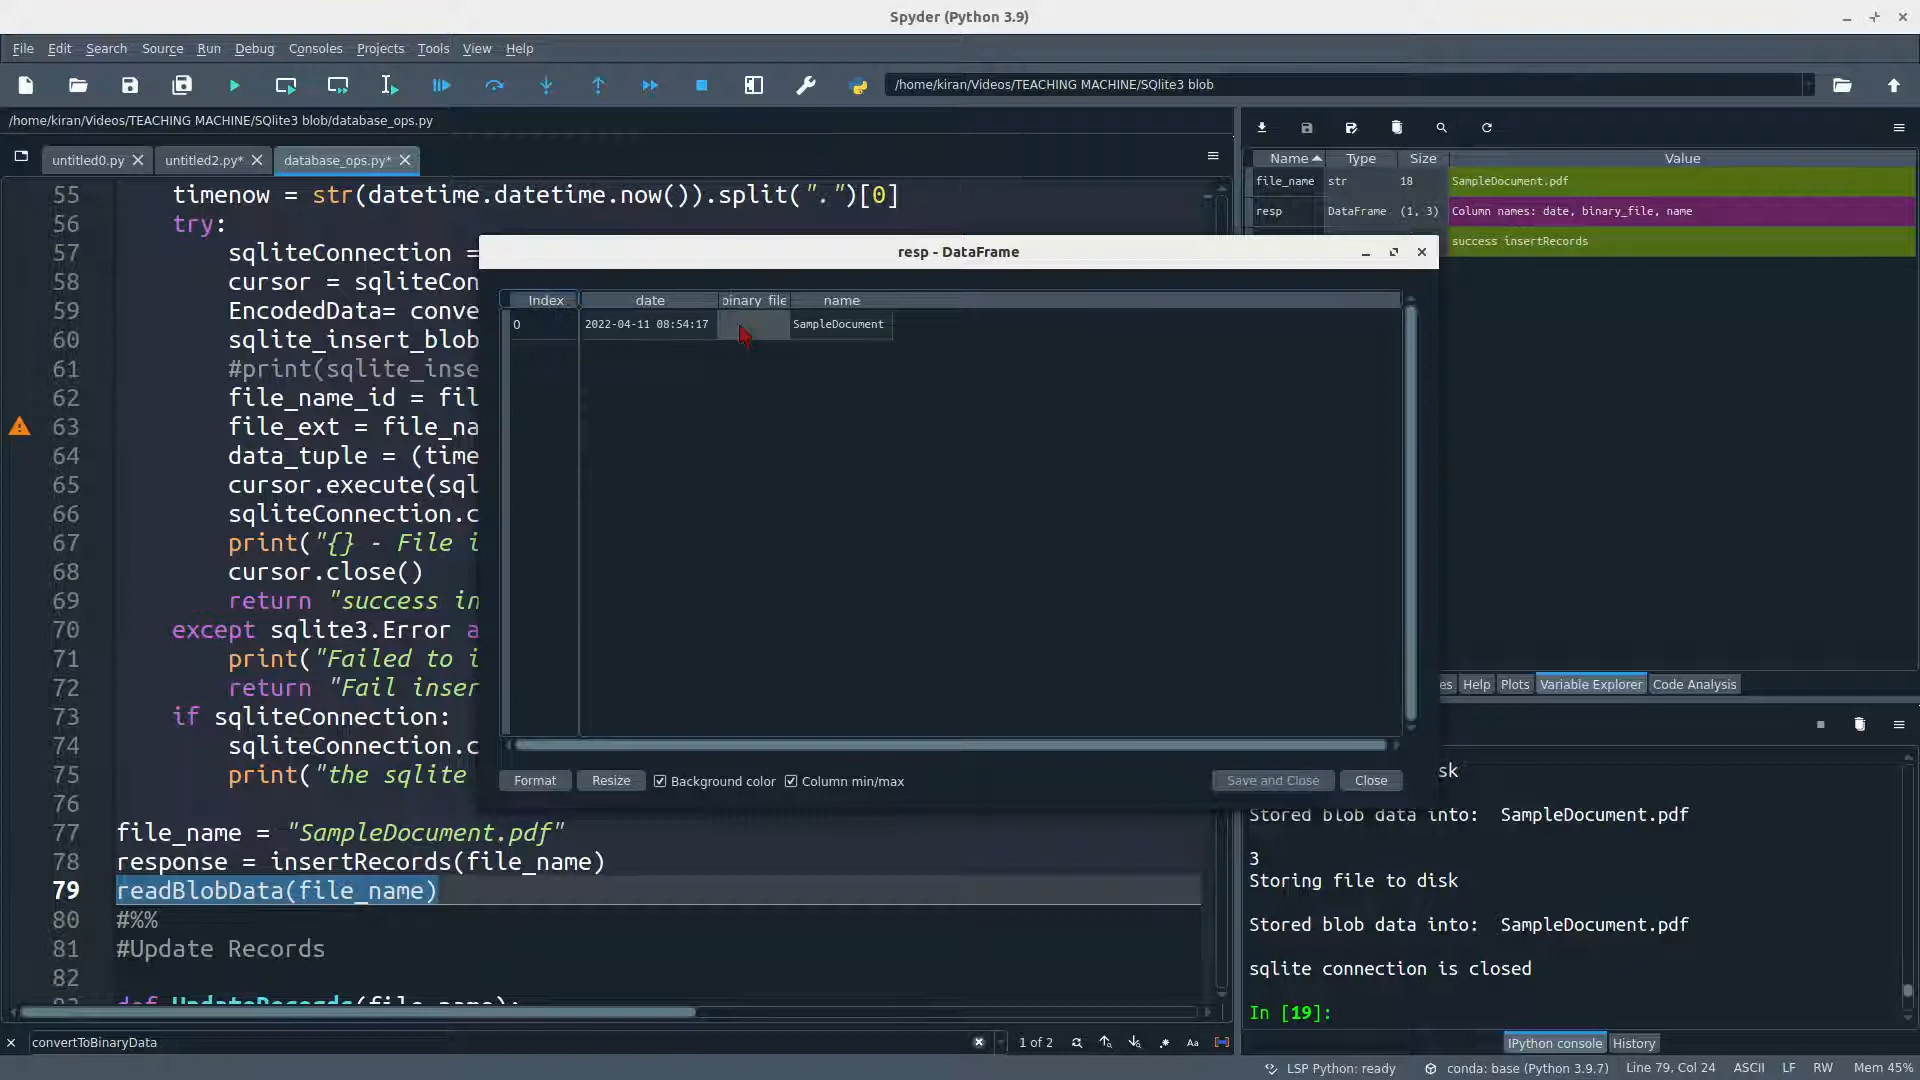 Spyder (Python 3.9)
File Edit Search Source Run Debug Consoles Projects Tools View Help
/home/kiran/Videos/TEACHING MACHINE/SQlite3 blob
/home/kiran/Videos/TEACHING MACHINE/SQlite3 blob/database_ops.py
untitled0.py untitled2.py* database_ops.py*
55 timenow = str(datetime.datetime.now()).split(".")[0]
56 try:
57 sqliteConnection =
58 cursor = sqliteCon
59 EncodedData= conve
60 sqlite_insert_blob
61 #print(sqlite_inse
62 file_name_id = fil
63 file_ext = file_na
64 data_tuple = (time
65 cursor.execute(sql
66 sqliteConnection.c
67 print("{} - File i
68 cursor.close()
69 return "success in
70 except sqlite3.Error a
71 print("Failed to i
72 return "Fail inser
73 if sqliteConnection:
74 sqliteConnection.c
75 print("the sqlite
76
77 file_name = "SampleDocument.pdf"
78 response = insertRecords(file_name)
79 readBlobData(file_name)
80 #%%
81 #Update Records
82
83 def UpdateRecords(file_name):
convertToBinaryData 1 of 2 Aa
resp - DataFrame
Index date binary_file name
0 2022-04-11 08:54:17 SampleDocument
Format Resize Background color Column min/max Save and Close Close
Name Type Size Value
file_name str 18 SampleDocument.pdf
resp DataFrame (1, 3) Column names: date, binary_file, name
success insertRecords
es Help Plots Variable Explorer Code Analysis
sk
Stored blob data into: SampleDocument.pdf
3
Storing file to disk
Stored blob data into: SampleDocument.pdf
sqlite connection is closed
In [19]:
IPython console History
LSP Python: ready conda: base (Python 3.9.7) Line 79, Col 24 ASCII LF RW Mem 45%